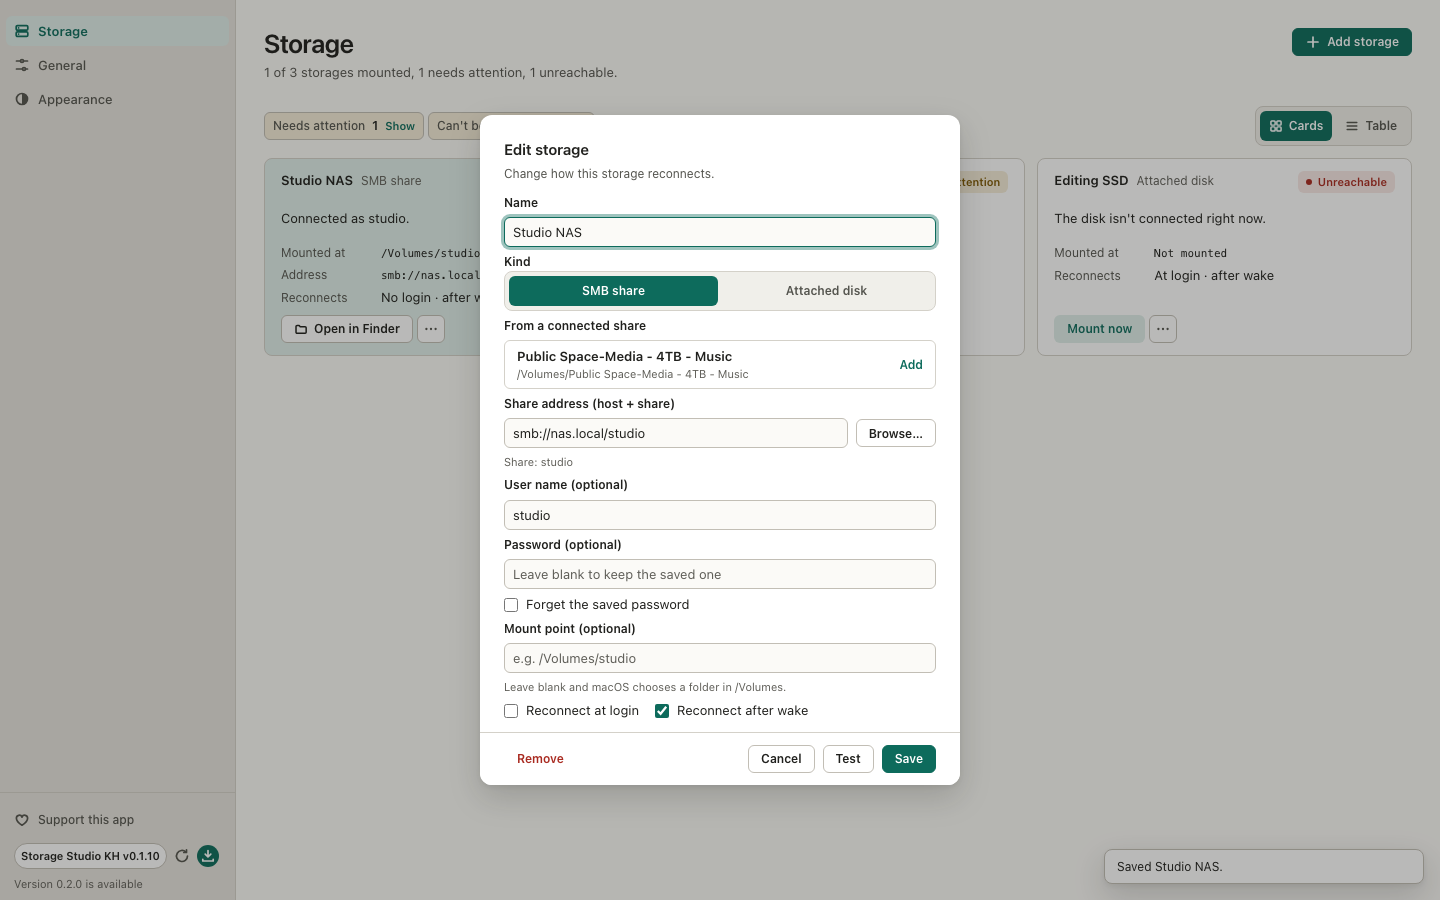 Storage
General
Appearance
Support this app
Storage Studio KH v0.1.10
Version 0.2.0 is available
Storage
1 of 3 storages mounted, 1 needs attention, 1 unreachable.
Add storage
Needs attention 1 Show
Can't b
Cards
Table
Studio NAS SMB share
Connected as studio.
Mounted at /Volumes/studio
Address smb://nas.local
Reconnects No login · after w
Open in Finder
Edit storage
Change how this storage reconnects.
Name
Studio NAS
Kind
SMB share
Attached disk
From a connected share
Public Space-Media - 4TB - Music
/Volumes/Public Space-Media - 4TB - Music
Add
Share address (host + share)
smb://nas.local/studio
Browse...
Share: studio
User name (optional)
studio
Password (optional)
Leave blank to keep the saved one
Forget the saved password
Mount point (optional)
e.g. /Volumes/studio
Leave blank and macOS chooses a folder in /Volumes.
Reconnect at login
Reconnect after wake
Remove
Cancel
Test
Save
tention
Editing SSD Attached disk
Unreachable
The disk isn't connected right now.
Mounted at Not mounted
Reconnects At login · after wake
Mount now
Saved Studio NAS.